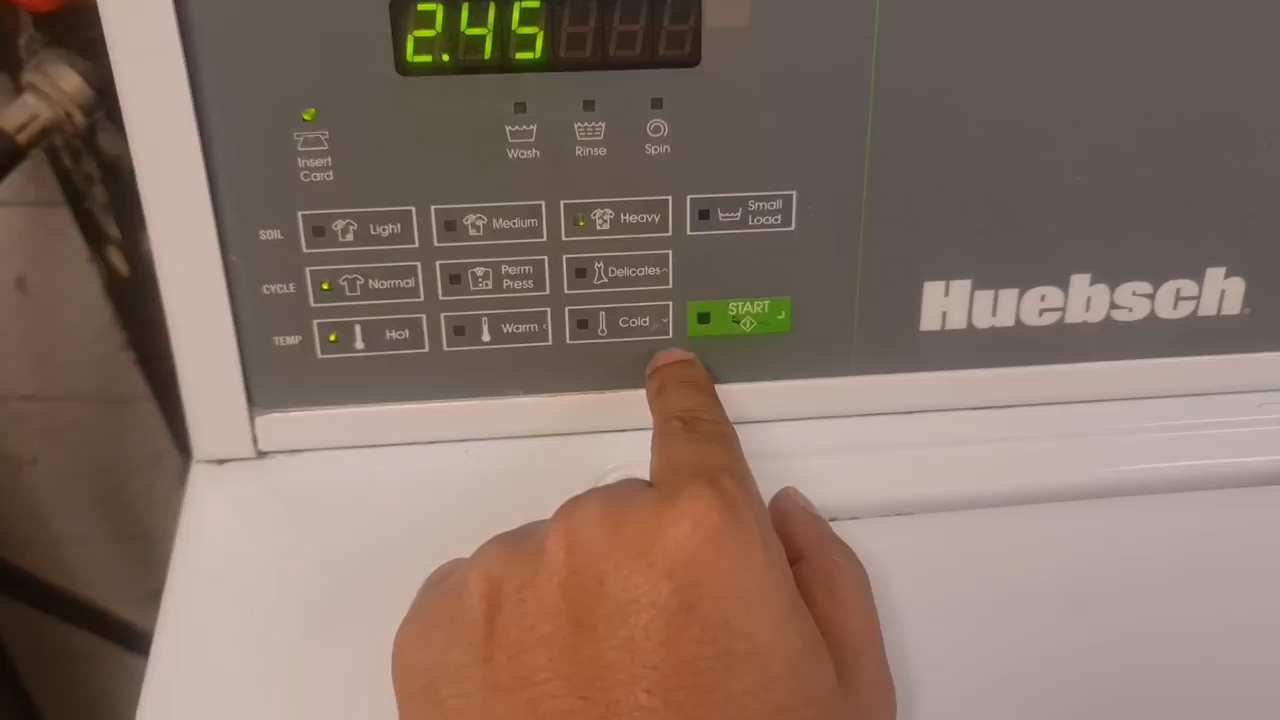 2.45
Insert
Card
Wash
Rinse
Spin
SOIL
Light
Medium
Heavy
Small
Load
CYCLE
Normal
Perm
Press
Delicates
TEMP
Hot
Warm
Cold
START
Huebsch